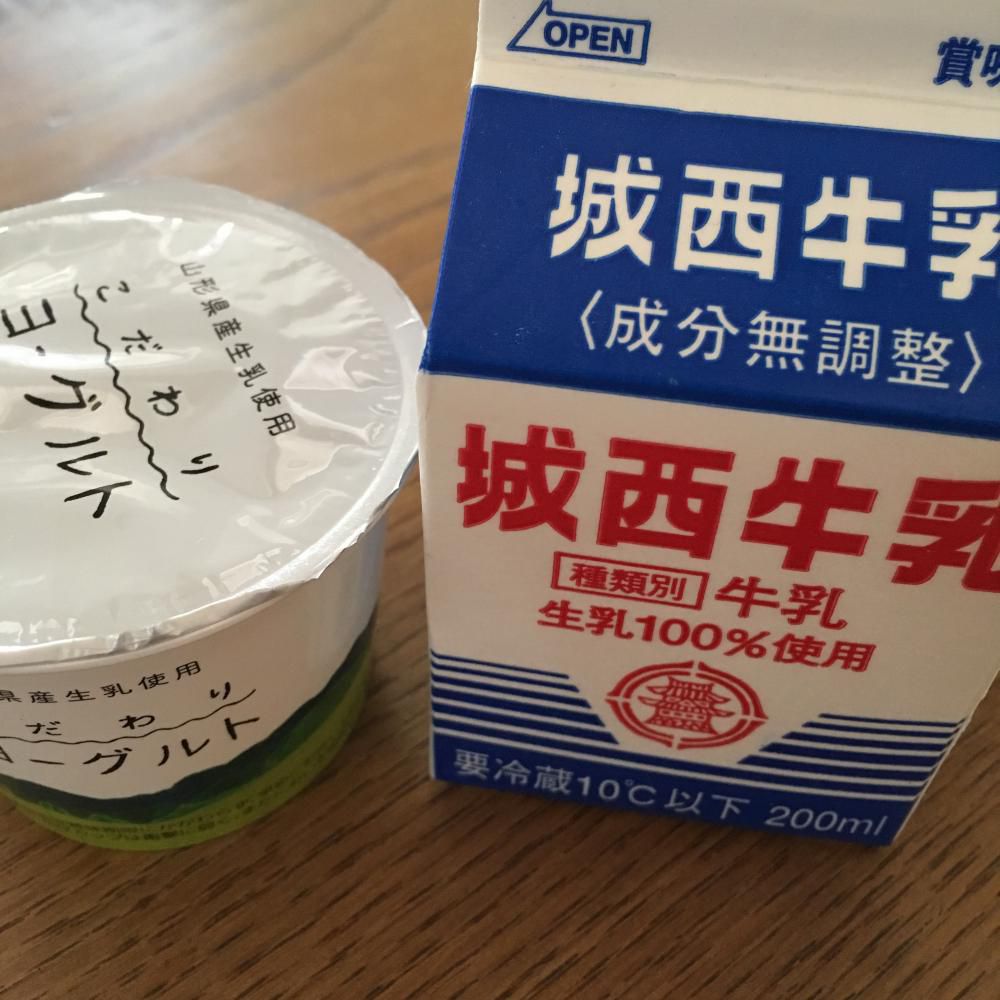 山形県産生乳使用
こだわり
ヨーグルト
県産生乳使用
だわり
ヨーグルト
OPEN
賞味
城西牛乳
〈成分無調整〉
城西牛乳
種類別 牛乳
生乳100%使用
要冷蔵10℃以下 200ml